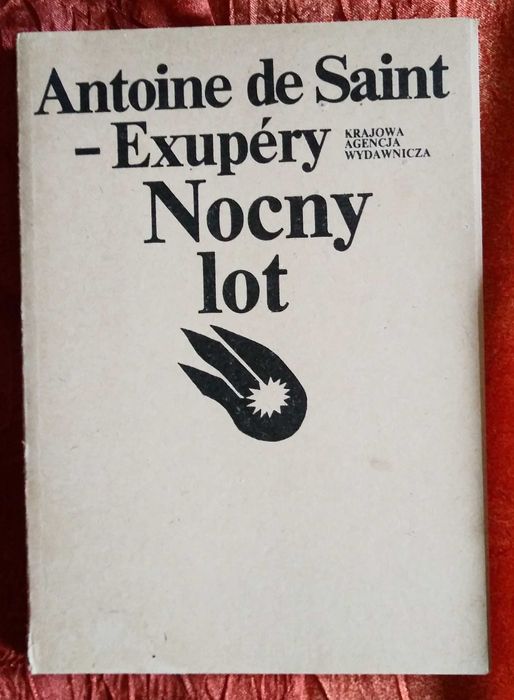 Antoine de Saint
- Exupéry
KRAJOWA
AGENCJA
WYDAWNICZA
Nocny
lot